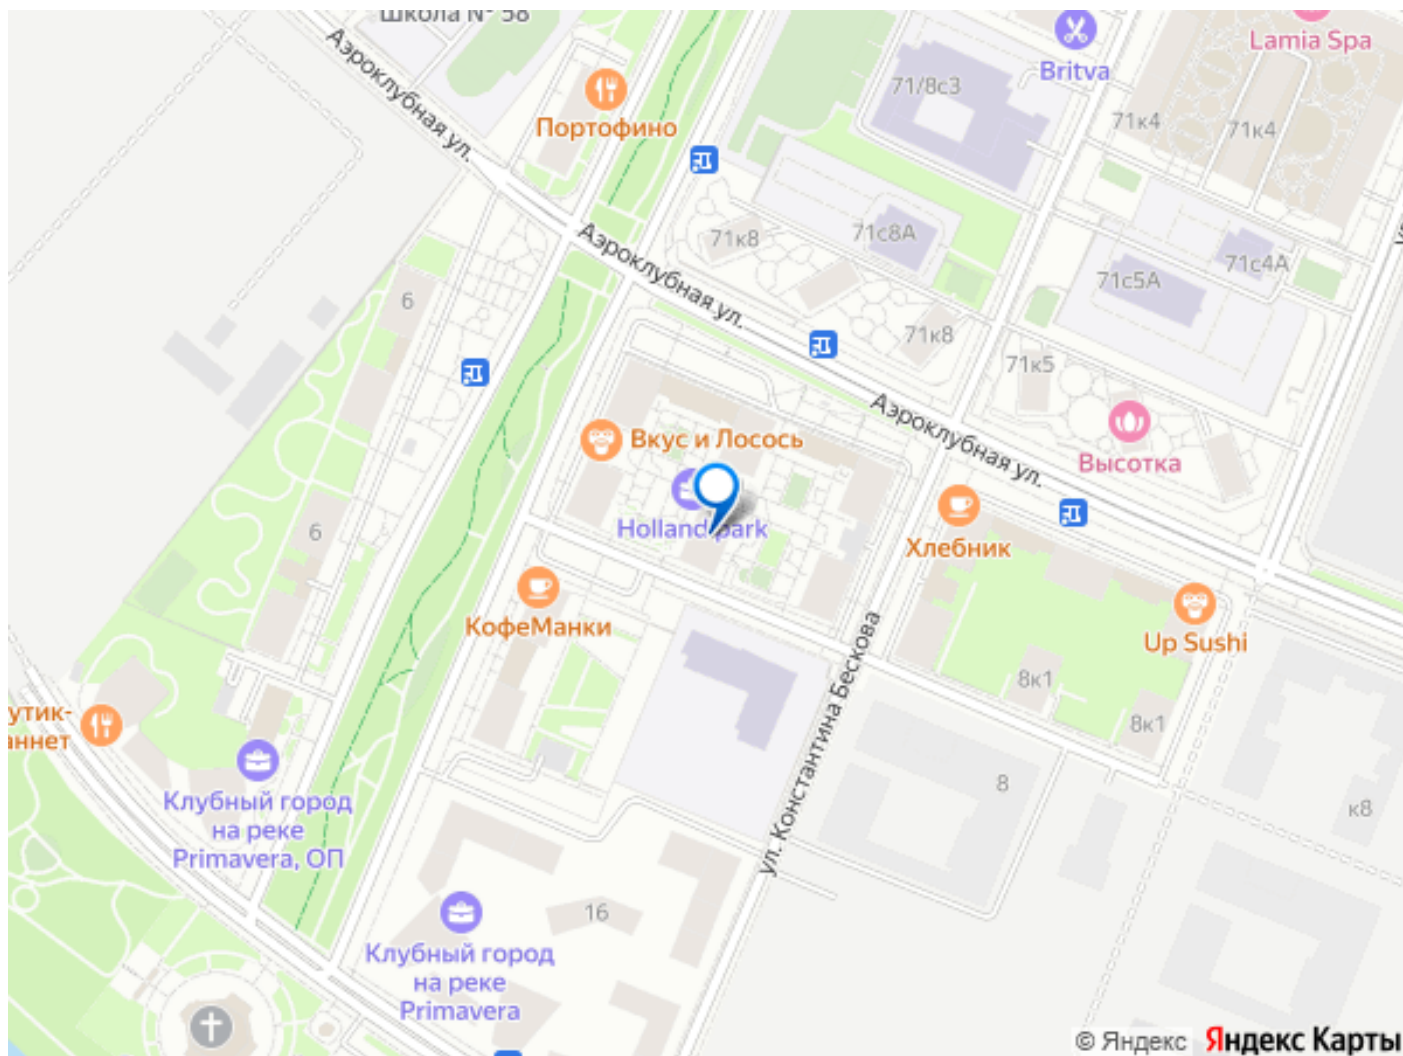 Школа № 58
Аэроклубная ул.
Портофино
Britva
Lamia Spa
71/8с3
71к4
71к4
71к8
71с8А
71с4А
71с5А
6
Аэроклубная ул.
71к8
71к5
Аэроклубная ул.
Вкус и Лосось
Высотка
Holland park
Хлебник
6
КофеМанки
Up Sushi
ул. Константина Бескова
8к1
8к1
утик-
аннет
8
к8
Клубный город
на реке
Primavera, ОП
16
Клубный город
на реке
Primavera
© Яндекс Яндекс Карты